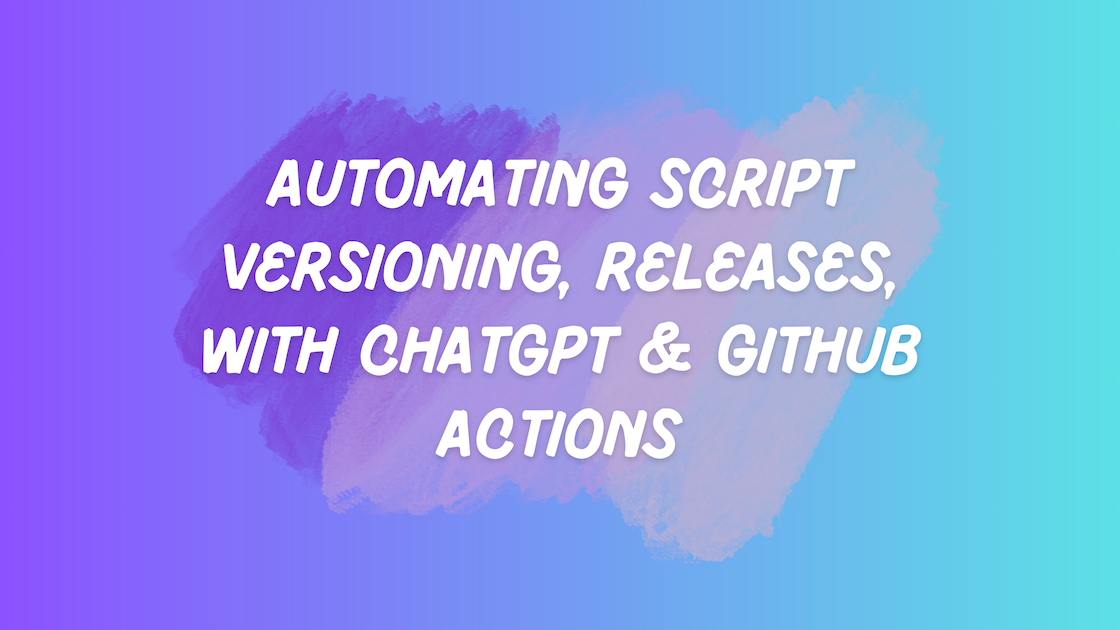 AUTOMATING SCRIPT
VERSIONING, RELEASES,
WITH CHATGPT & GITHUB
ACTIONS